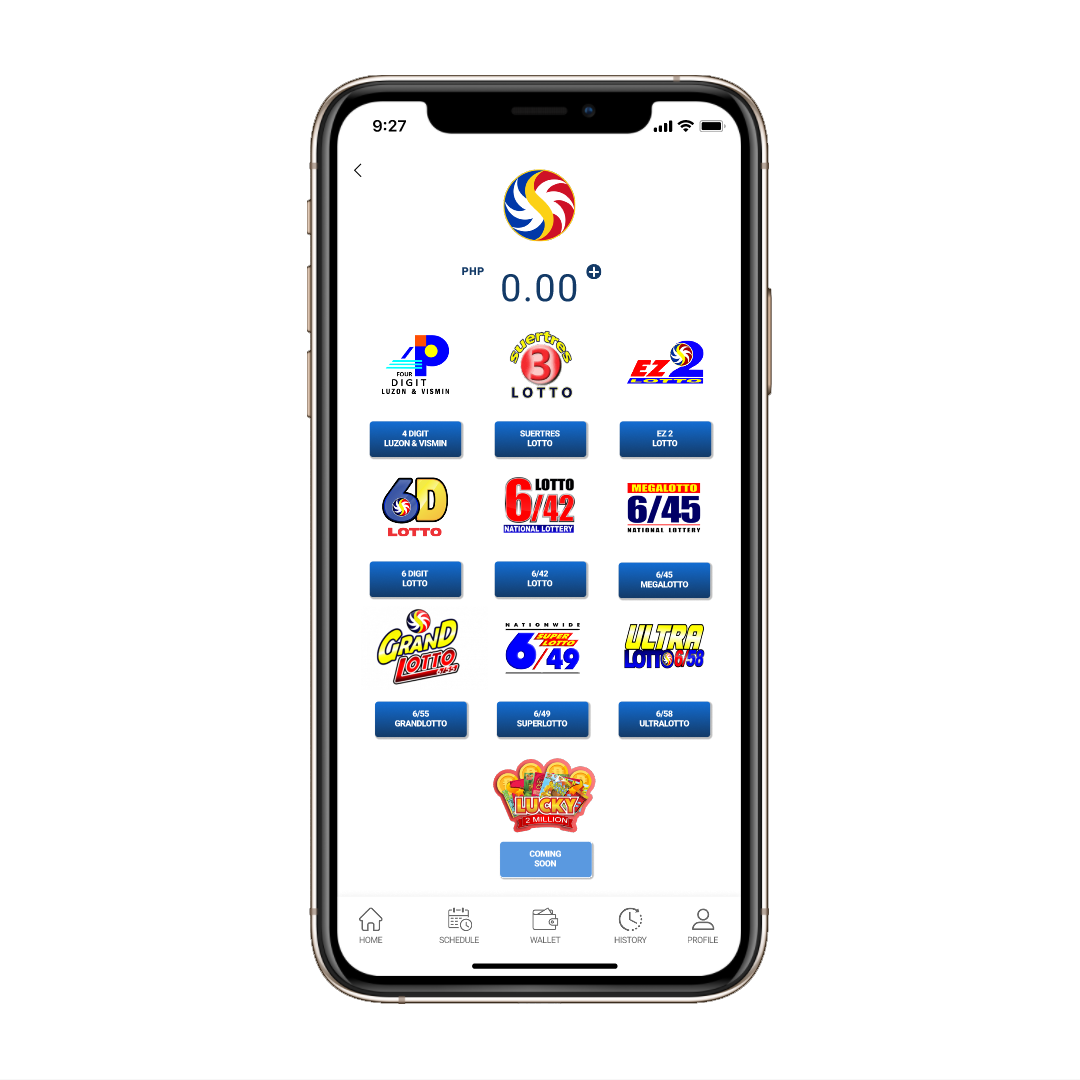 9:27
PHP
0.00
FOUR
DIGIT
LUZON & VISMIN
suertres
3
LOTTO
EZ2
LOTTO
4 DIGIT
LUZON & VISMIN
SUERTRES
LOTTO
EZ 2
LOTTO
6D
LOTTO
LOTTO
6/42
NATIONAL LOTTERY
MEGALOTTO
6/45
NATIONAL LOTTERY
6 DIGIT
LOTTO
6/42
LOTTO
6/45
MEGALOTTO
GRAND
LOTTO
6/55
NATIONWIDE
SUPER
LOTTO
6/49
ULTRA
LOTTO 6/58
6/55
GRANDLOTTO
6/49
SUPERLOTTO
6/58
ULTRALOTTO
LUCKY
2 MILLION
COMING
SOON
HOME
SCHEDULE
WALLET
HISTORY
PROFILE